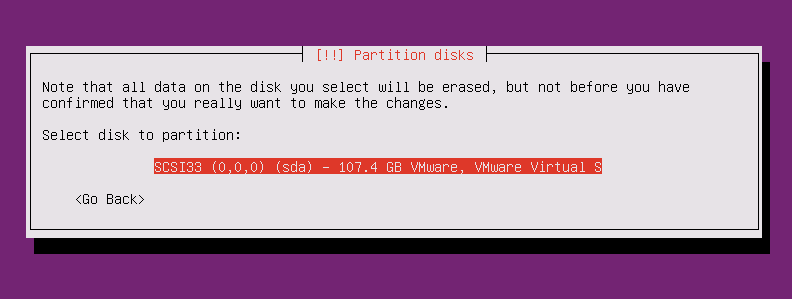 [!!] Partition disks
Note that all data on the disk you select will be erased, but not before you have
confirmed that you really want to make the changes.
Select disk to partition:
SCSI33 (0,0,0) (sda) - 107.4 GB VMware, VMware Virtual S
<Go Back>